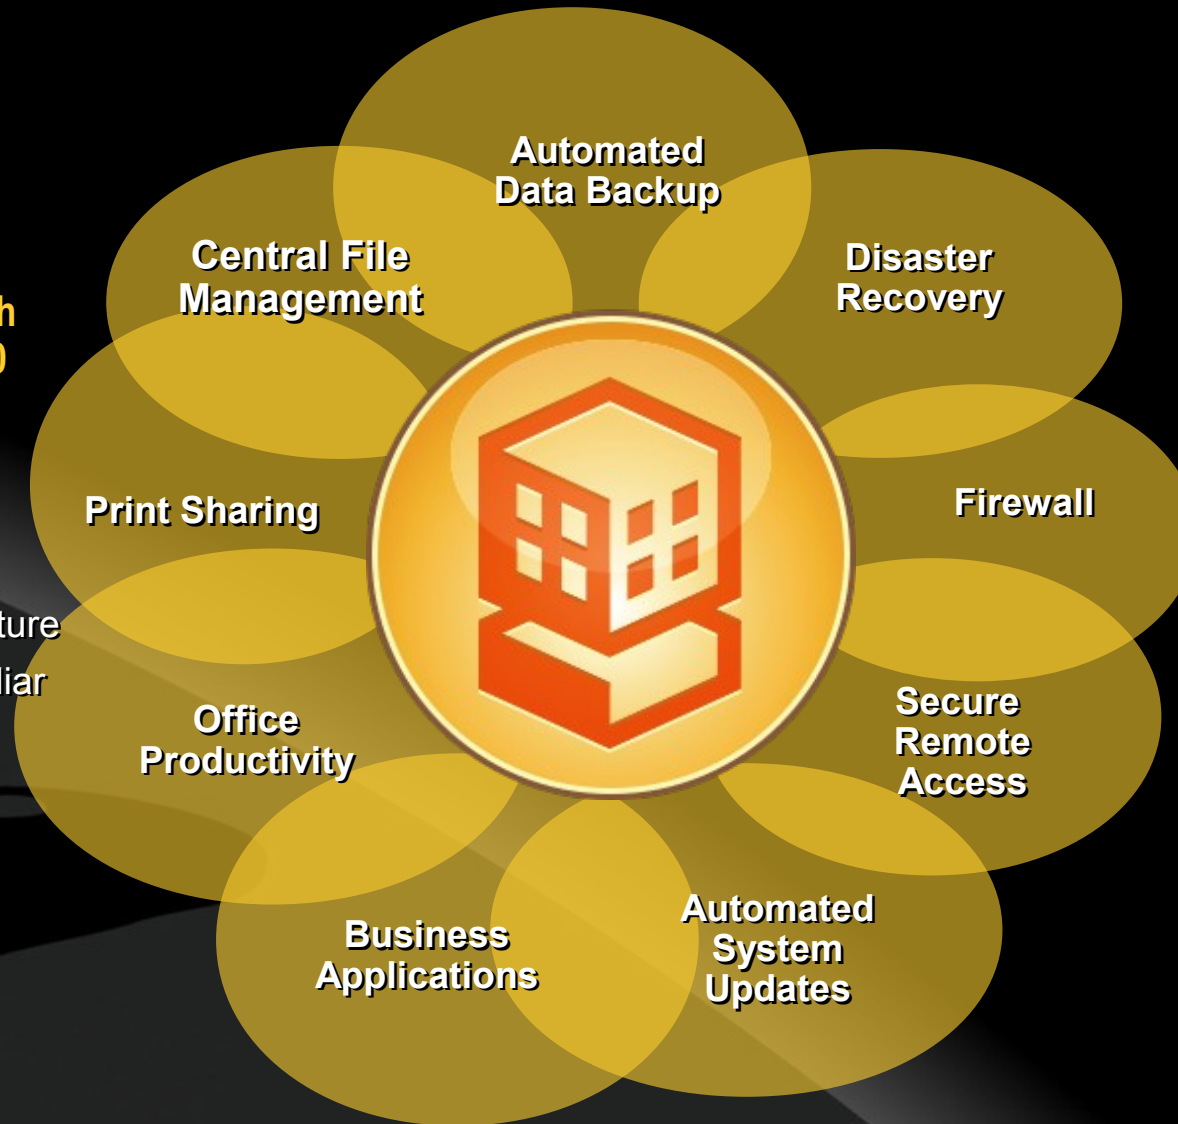 Automated
Data Backup
Central File
Management
Disaster
Recovery
Firewall
Print Sharing
Secure
Remote
Access
Office
Productivity
Automated
System
Updates
Business
Applications